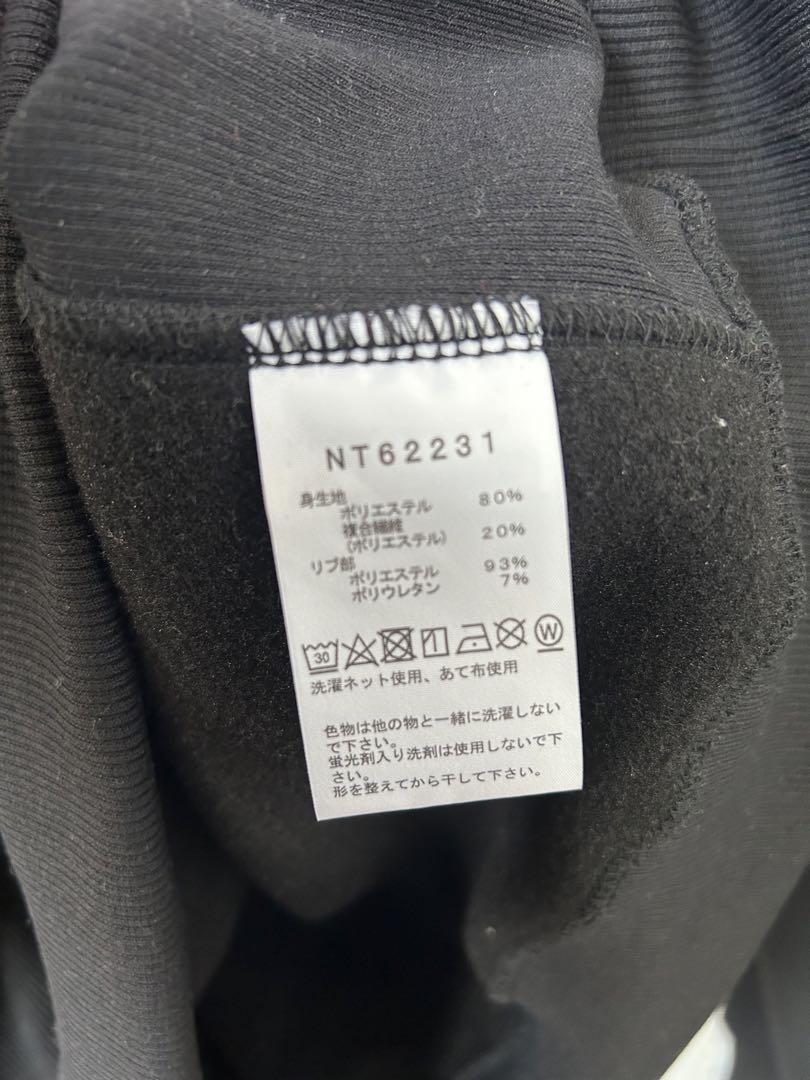 NT62231
身生地
ポリエステル 80%
複合繊維
(ポリエステル) 20%
リブ部
ポリエステル 93%
ポリウレタン 7%
30 W
洗濯ネット使用、あて布使用
色物は他の物と一緒に洗濯しない
で下さい。
蛍光剤入り洗剤は使用しないで下
さい。
形を整えてから干して下さい。